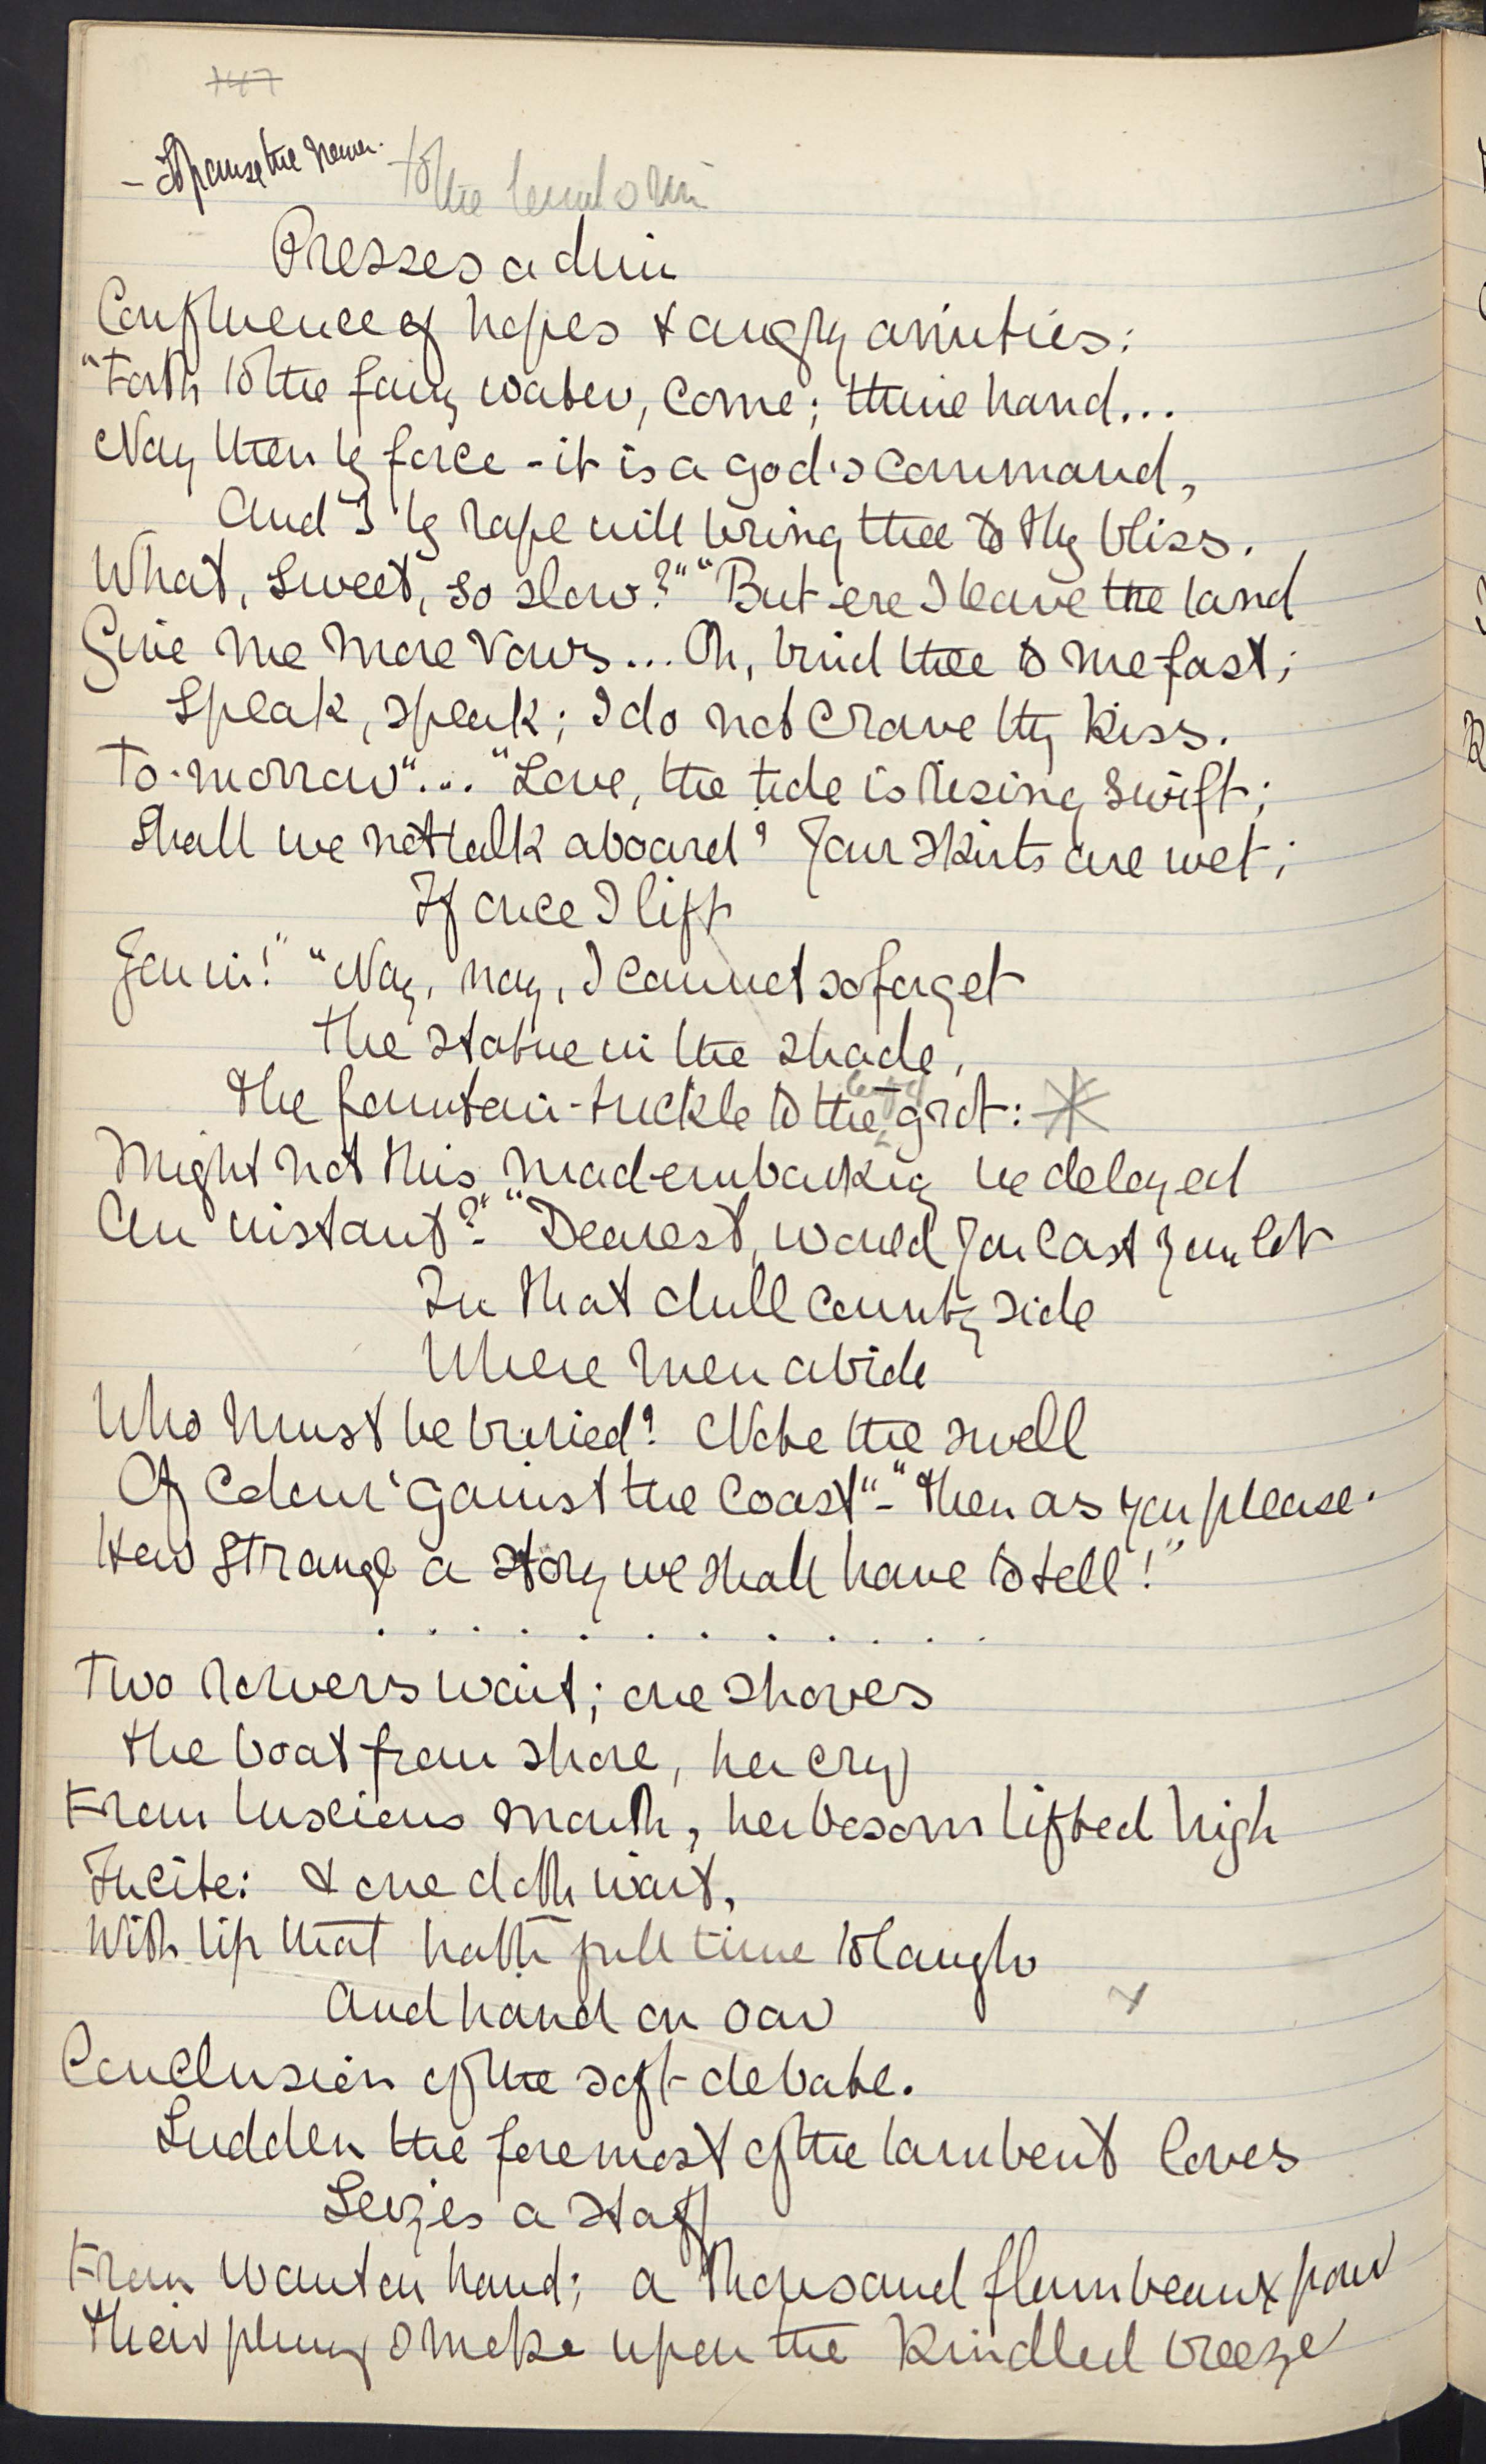 147
to the
Presses a dim
Confluence of hopes & angry amities:
"Forth to the fairy water, come; thine hand...
Nay then by force - it is a god's command,
And I by rape will bring thee to thy bliss.
What, sweet, so slow?" "But ere I leave the land
Give me more vows... Oh, bind thee to me fast;
Speak, speak; I do not crave thy kiss.
To-morrow"... "Love, the tide is rising swift;
Shall we not talk aboard? Your skirts are wet;
If once I lift
You in!" "Nay, nay, I cannot so forget
The statue in the shade,
The fountain-trickle to the grot:
Might not this mad embarking be delayed
An instant?" - "Dearest, would you cast your lot
In that dull country side
Where men abide
Who must be buried? Note the swell
Of colour 'gainst the coast" - "Then as you please.
How strange a story we shall have to tell!"
. . . . . . . . . . . . .
Two rowers wait; one shoves
The boat from shore, her cry
From luscious mouth, her bosom lifted high
Incite: & one doth wait,
With lip that hath full time to laugh
And hand on oar
Conclusion of the soft debate.
Sudden the foremost of the lambent loves
Seizes a staff
From wanton hand; a thousand flambeaux pour
Their plumy smoke upon the kindled breeze